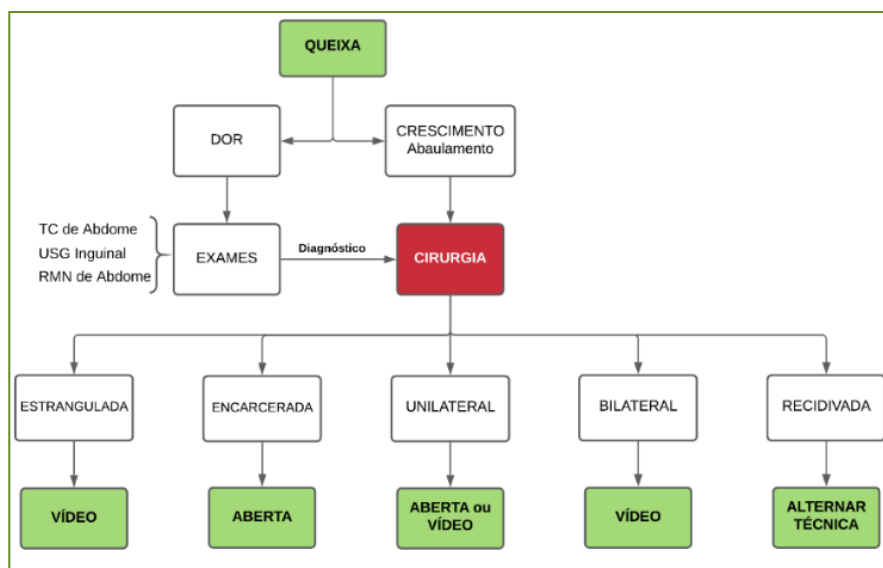 QUEIXA
DOR
CRESCIMENTO
Abaulamento
TC de Abdome
USG Inguinal
RMN de Abdome
EXAMES
Diagnóstico
CIRURGIA
ESTRANGULADA
ENCARCERADA
UNILATERAL
BILATERAL
RECIDIVADA
VÍDEO
ABERTA
ABERTA ou
VÍDEO
VÍDEO
ALTERNAR
TÉCNICA